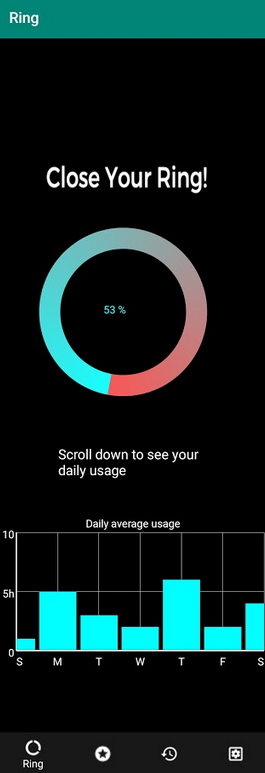 Ring
Close Your Ring!
53 %
Scroll down to see your
daily usage
Daily average usage
10
5h
0
S M T W T F S
Ring